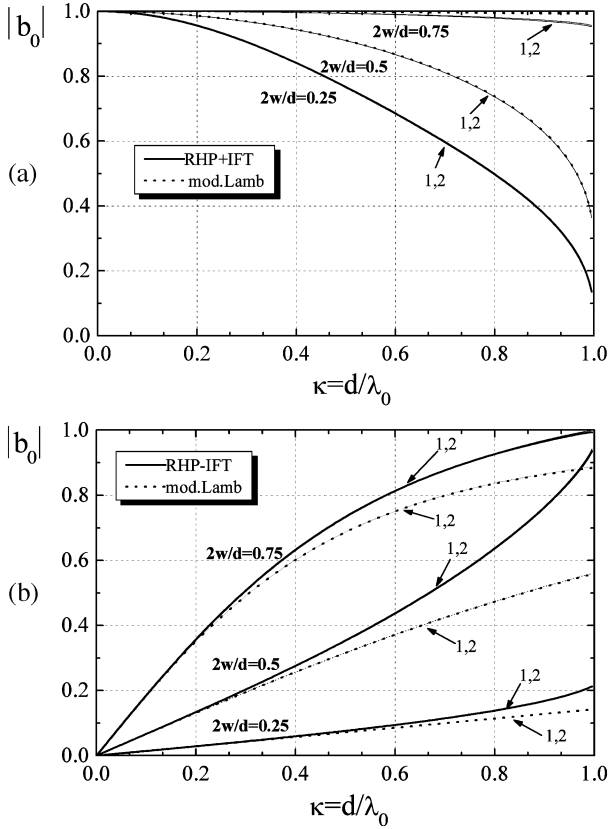 |b₀|
1.0
0.8
0.6
0.4
0.2
0.0
2w/d=0.75
2w/d=0.5
2w/d=0.25
1,2
1,2
1,2
RHP+IFT
mod.Lamb
(a)
0.0 0.2 0.4 0.6 0.8 1.0
κ=d/λ₀
|b₀|
1.0
0.8
0.6
0.4
0.2
0.0
RHP-IFT
mod.Lamb
1,2
1,2
1,2
2w/d=0.75
1,2
2w/d=0.5
1,2
2w/d=0.25
1,2
(b)
0.0 0.2 0.4 0.6 0.8 1.0
κ=d/λ₀